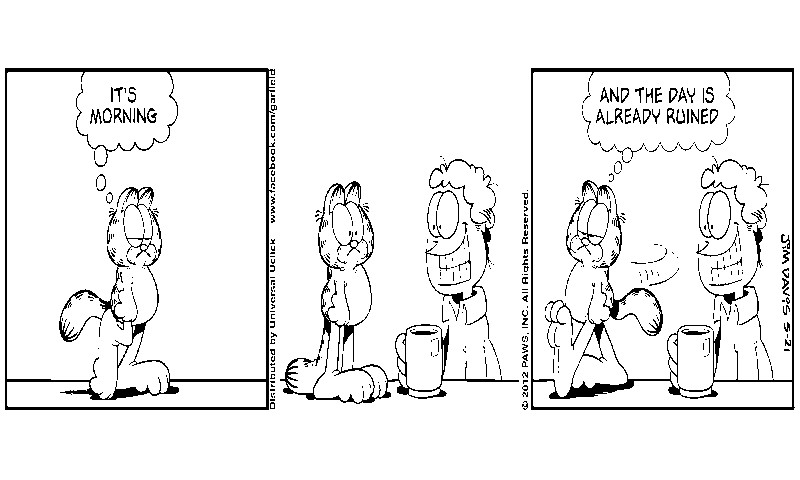 IT'S
MORNING
Distributed by Universal Uclick www.facebook.com/garfield
© 2012 PAWS, INC. All Rights Reserved.
AND THE DAY IS
ALREADY RUINED
JIM DAVIS 5-21